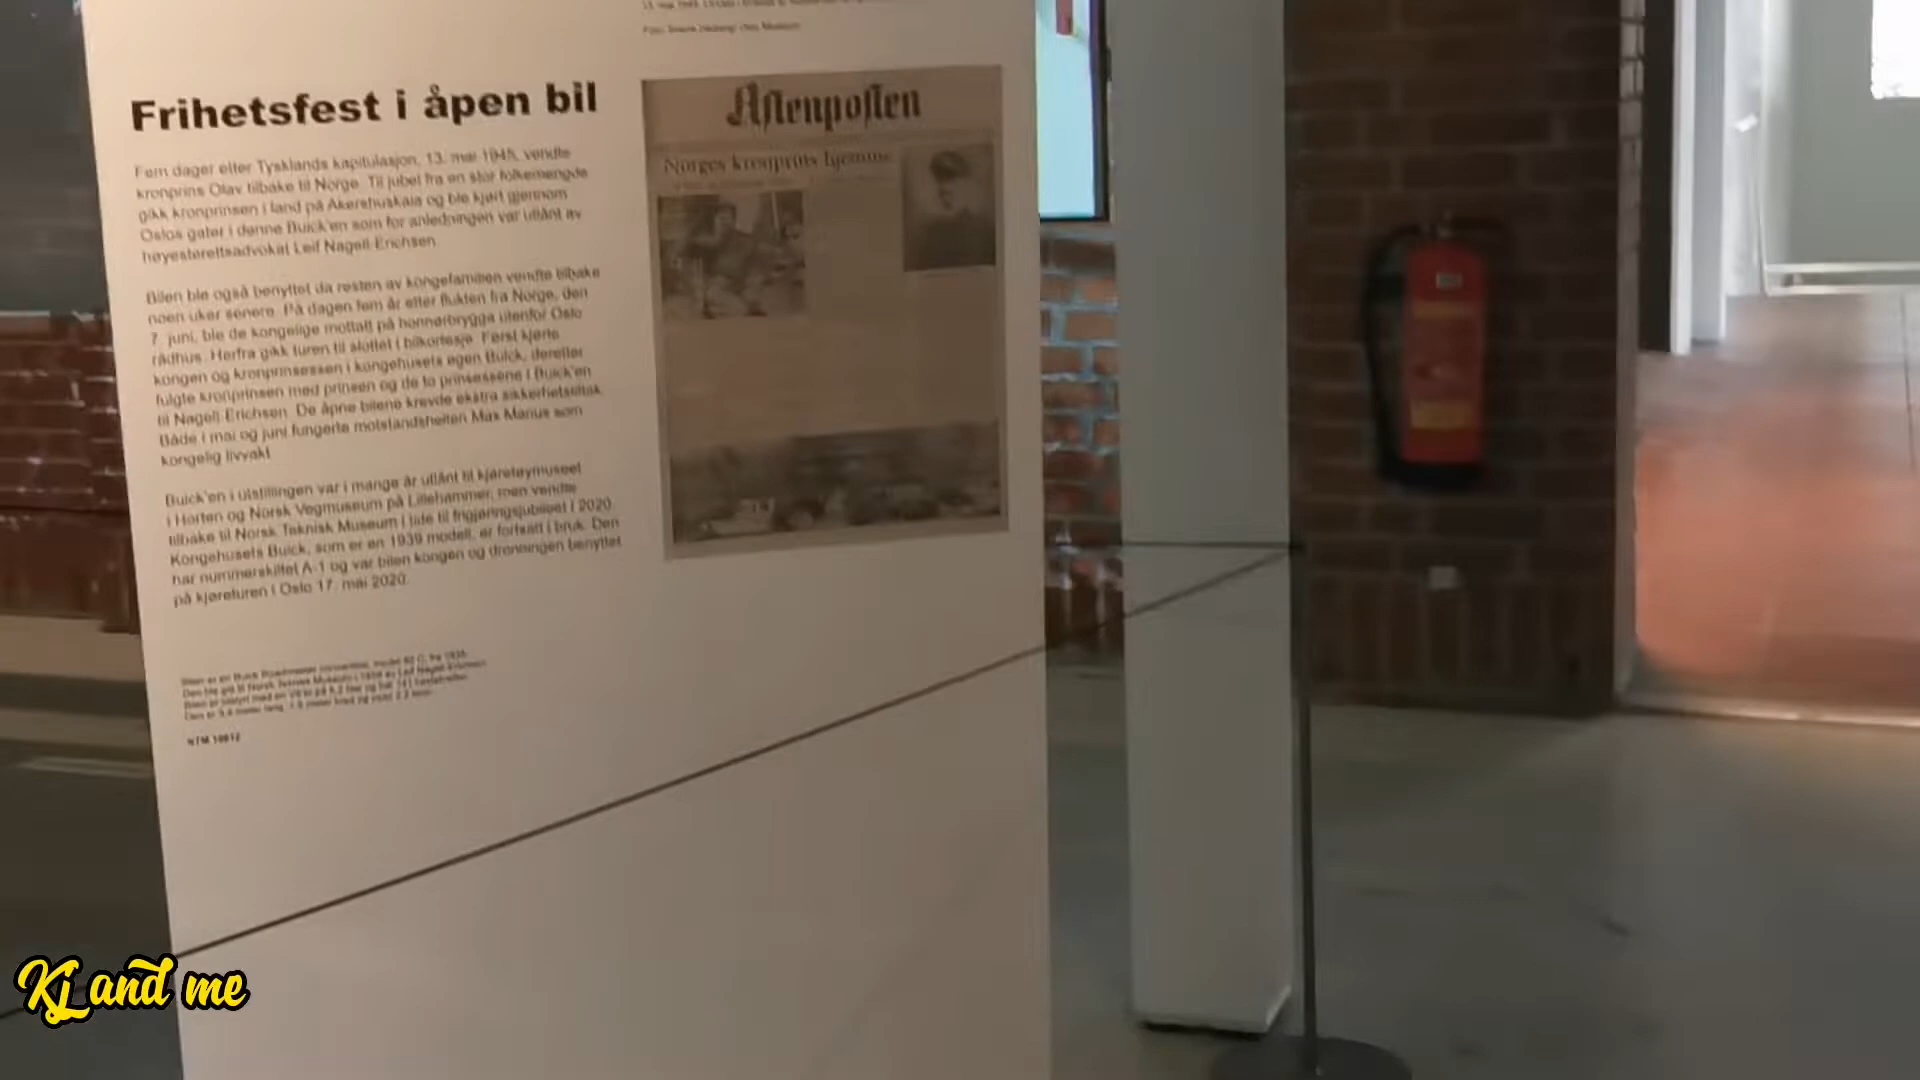 Frihetsfest i åpen bil
Fem dager etter Tysklands kapitulasjon, 13. mai 1945, vendte
kronprins Olav tilbake til Norge. Til jubel fra en stor folkemengde
gikk kronprinsen i land på Akershuskaia og ble kjørt gjennom
Oslos gater i denne Buick'en som for anledningen var utlånt av
høyesterettsadvokat Leif Nagell-Erichsen.
Bilen ble også benyttet da resten av kongefamilien vendte tilbake
noen uker senere. På dagen fem år etter flukten fra Norge, den
7. juni, ble de kongelige mottatt på honnørbrygga utenfor Oslo
rådhus. Herfra gikk turen til slottet i bilkortesje. Først kjørte
kongen og kronprinsessen i kongehusets egen Buick, deretter
fulgte kronprinsen med prinsen og de to prinsessene i Buick'en
til Nagell-Erichsen. De åpne bilene krevde ekstra sikkerhetstiltak.
Både i mai og juni fungerte motstandshelten Max Manus som
kongelig livvakt.
Buick'en i utstillingen var i mange år utlånt til kjøretøymuseet
i Horten og Norsk Vegmuseum på Lillehammer, men vendte
tilbake til Norsk Teknisk Museum i tide til frigjøringsjubileet i 2020.
Kongehusets Buick, som er en 1939 modell, er fortsatt i bruk. Den
har nummerskiltet A-1 og var bilen kongen og dronningen benyttet
på kjøreturen i Oslo 17. mai 2020.
Aftenposten
Norges kronprins hjemme
KJ and me